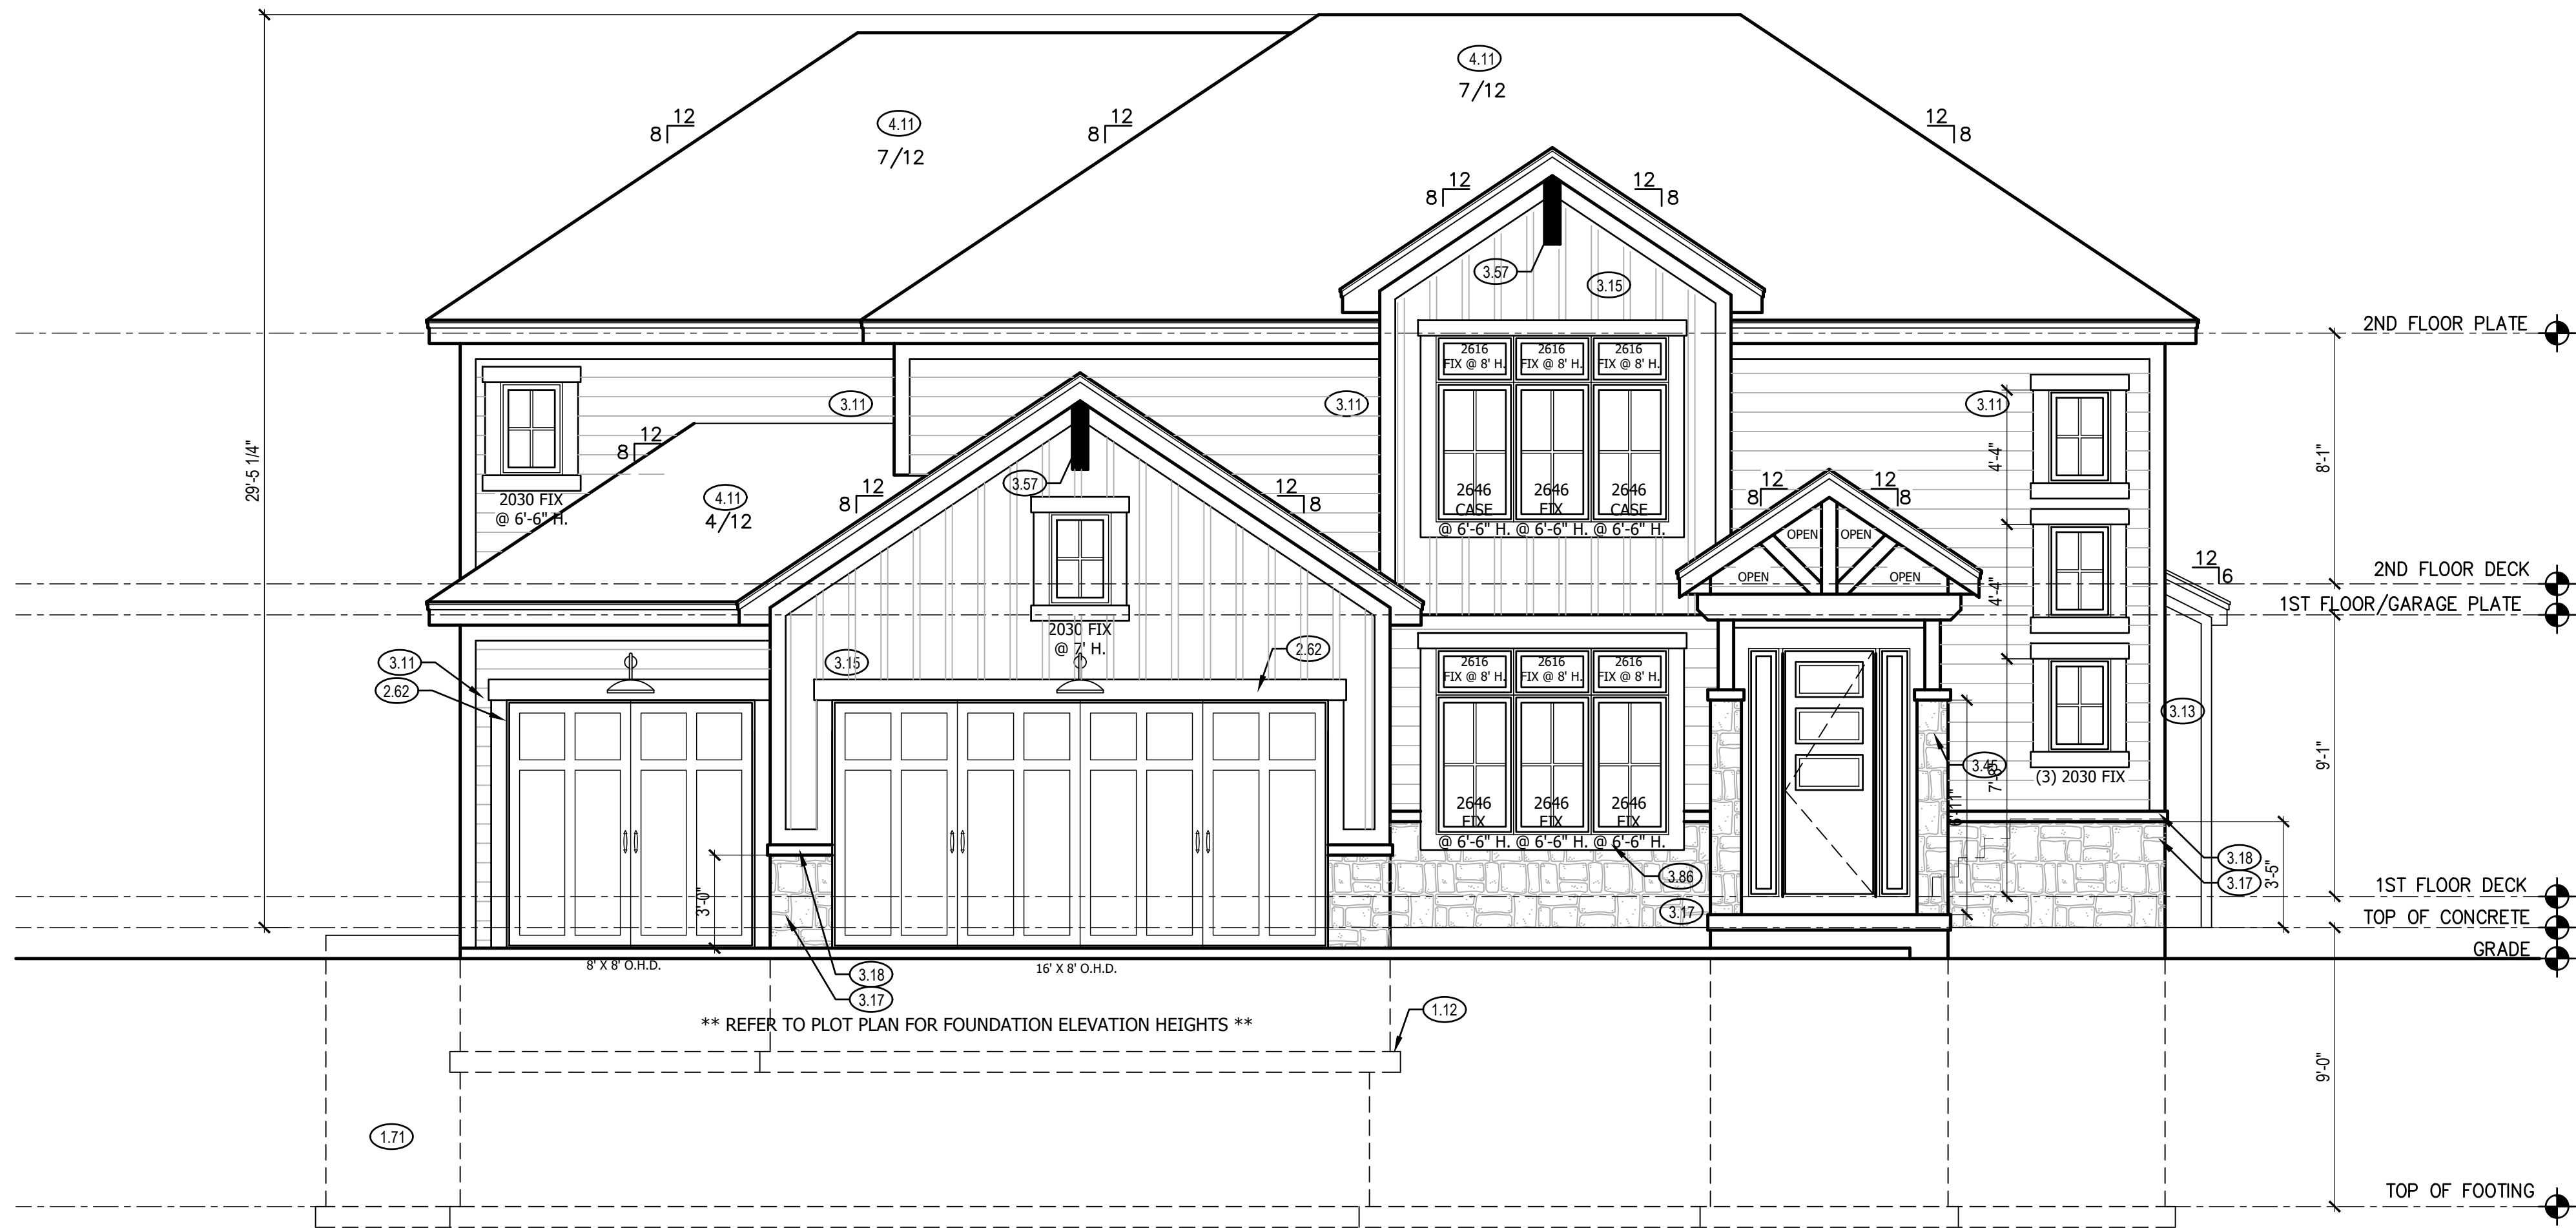 4.11
7/12
12
8
12
8
12
8
4.11
7/12
12
8
12
8
3.57
3.15
29'-5 1/4"
2ND FLOOR PLATE
2616
FIX @ 8' H.
2616
FIX @ 8' H.
2616
FIX @ 8' H.
3.11
3.11
3.11
12
8
2030 FIX
@ 6'-6" H.
4.11
4/12
12
8
12
8
3.57
2646
CASE
@ 6'-6" H.
2646
FIX
@ 6'-6" H.
2646
CASE
@ 6'-6" H.
12
8
12
8
OPEN
OPEN
OPEN
OPEN
4'-4"
4'-4"
8'-1"
12
6
2ND FLOOR DECK
1ST FLOOR/GARAGE PLATE
2030 FIX
@ 7' H.
3.11
2.62
3.15
2.62
2616
FIX @ 8' H.
2616
FIX @ 8' H.
2616
FIX @ 8' H.
3.13
3.45
7'-8"
6'-11"
(3) 2030 FIX
9'-1"
2646
FIX
@ 6'-6" H.
2646
FIX
@ 6'-6" H.
2646
FIX
@ 6'-6" H.
3.86
3.17
3.18
3.17
3'-5"
3'-0"
1ST FLOOR DECK
TOP OF CONCRETE
GRADE
8' X 8' O.H.D.
16' X 8' O.H.D.
3.18
3.17
** REFER TO PLOT PLAN FOR FOUNDATION ELEVATION HEIGHTS **
1.12
9'-0"
1.71
TOP OF FOOTING